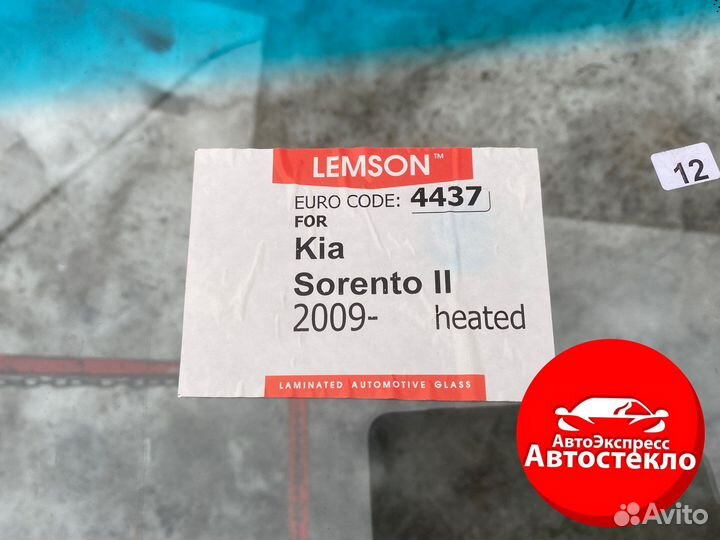 LEMSON™
EURO CODE: 4437
FOR
Kia
Sorento II
2009- heated
LAMINATED AUTOMOTIVE GLASS
12
АвтоЭкспресс
Автостекло
Avito